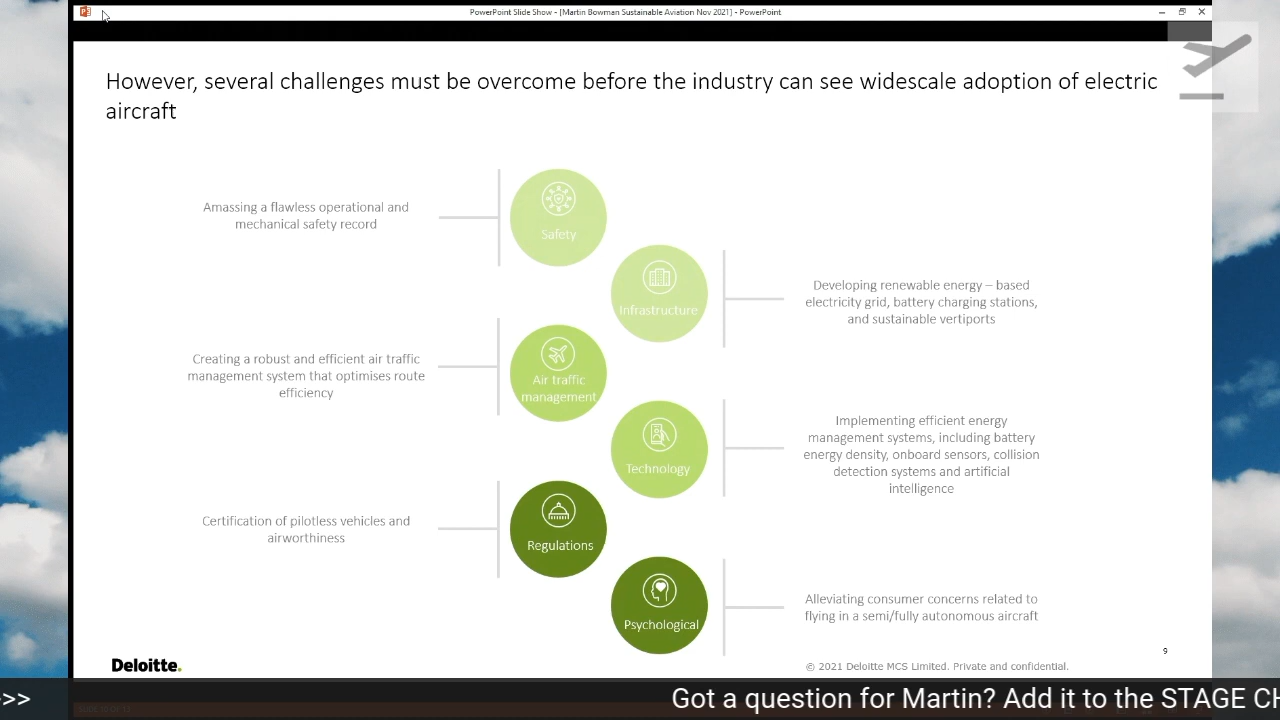 PowerPoint Slide Show - [Martin Bowman Sustainable Aviation Nov 2021] - PowerPoint
However, several challenges must be overcome before the industry can see widescale adoption of electric
aircraft
Amassing a flawless operational and
mechanical safety record
Safety
Infrastructure
Developing renewable energy – based
electricity grid, battery charging stations,
and sustainable vertiports
Creating a robust and efficient air traffic
management system that optimises route
efficiency
Air traffic
management
Technology
Implementing efficient energy
management systems, including battery
energy density, onboard sensors, collision
detection systems and artificial
intelligence
Certification of pilotless vehicles and
airworthiness
Regulations
Psychological
Alleviating consumer concerns related to
flying in a semi/fully autonomous aircraft
9
Deloitte.
© 2021 Deloitte MCS Limited. Private and confidential.
>> Got a question for Martin? Add it to the STAGE CH